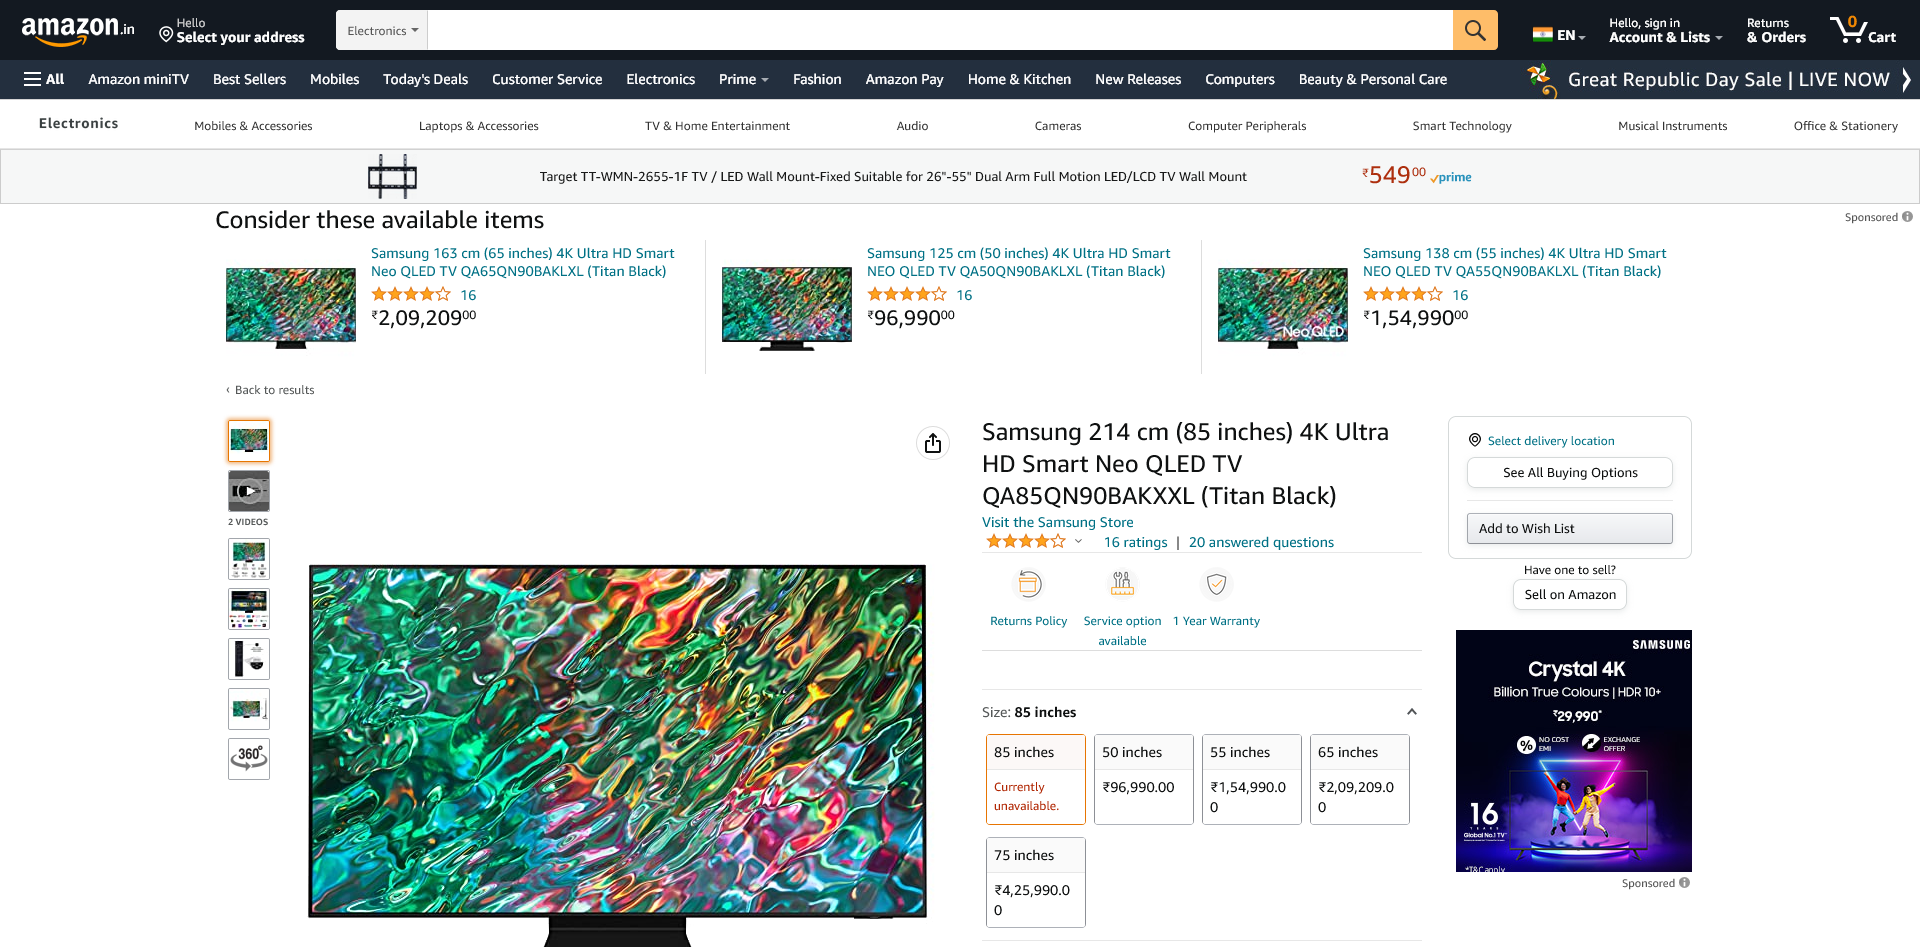 amazon.in
Hello
Select your address
Electronics
EN
Hello, sign in
Account & Lists
Returns
& Orders
0
Cart
All
Amazon miniTV
Best Sellers
Mobiles
Today's Deals
Customer Service
Electronics
Prime
Fashion
Amazon Pay
Home & Kitchen
New Releases
Computers
Beauty & Personal Care
Great Republic Day Sale | LIVE NOW
Electronics
Mobiles & Accessories
Laptops & Accessories
TV & Home Entertainment
Audio
Cameras
Computer Peripherals
Smart Technology
Musical Instruments
Office & Stationery
Target TT-WMN-2655-1F TV / LED Wall Mount-Fixed Suitable for 26"-55" Dual Arm Full Motion LED/LCD TV Wall Mount
₹54900 prime
Consider these available items
Sponsored
Samsung 163 cm (65 inches) 4K Ultra HD Smart
Neo QLED TV QA65QN90BAKLXL (Titan Black)
16
₹2,09,20900
Samsung 125 cm (50 inches) 4K Ultra HD Smart
NEO QLED TV QA50QN90BAKLXL (Titan Black)
16
₹96,99000
Neo QLED
Samsung 138 cm (55 inches) 4K Ultra HD Smart
NEO QLED TV QA55QN90BAKLXL (Titan Black)
16
₹1,54,99000
‹ Back to results
2 VIDEOS
360°
Samsung 214 cm (85 inches) 4K Ultra
HD Smart Neo QLED TV
QA85QN90BAKXXL (Titan Black)
Visit the Samsung Store
16 ratings | 20 answered questions
Returns Policy
Service option
available
1 Year Warranty
Size: 85 inches
85 inches
Currently
unavailable.
50 inches
₹96,990.00
55 inches
₹1,54,990.0
0
65 inches
₹2,09,209.0
0
75 inches
₹4,25,990.0
0
Select delivery location
See All Buying Options
Add to Wish List
Have one to sell?
Sell on Amazon
SAMSUNG
Crystal 4K
Billion True Colours | HDR 10+
₹29,990*
% NO COST
EMI
EXCHANGE
OFFER
16
YEARS
Global No.1 TV
*T&C apply
Sponsored